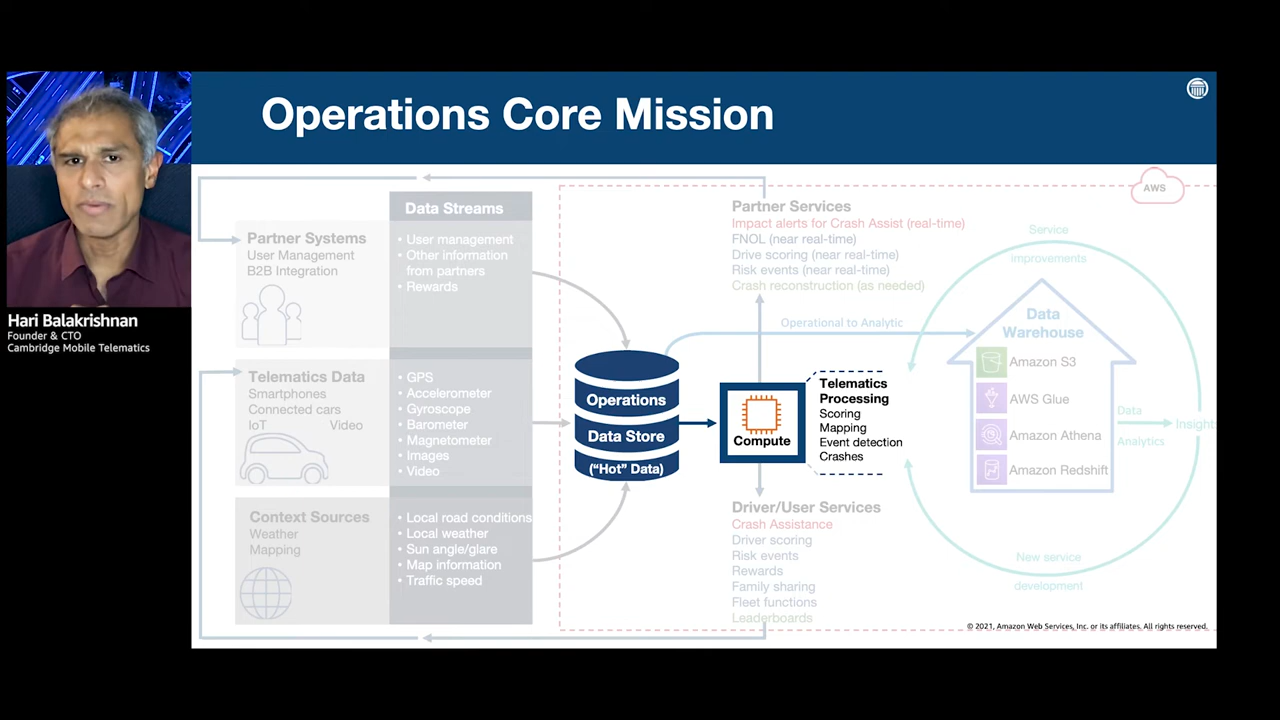 Operations Core Mission
Hari Balakrishnan
Founder & CTO
Cambridge Mobile Telematics
Partner Systems
User Management
B2B Integration
Telematics Data
Smartphones
Connected cars
IoT Video
Context Sources
Weather
Mapping
Data Streams
• User management
• Other information
from partners
• Rewards
• GPS
• Accelerometer
• Gyroscope
• Barometer
• Magnetometer
• Images
• Video
• Local road conditions
• Local weather
• Sun angle/glare
• Map information
• Traffic speed
Operations
Data Store
("Hot" Data)
Partner Services
Impact alerts for Crash Assist (real-time)
FNOL (near real-time)
Drive scoring (near real-time)
Risk events (near real-time)
Crash reconstruction (as needed)
Operational to Analytic
Compute
Telematics
Processing
Scoring
Mapping
Event detection
Crashes
Driver/User Services
Crash Assistance
Driver scoring
Risk events
Rewards
Family sharing
Fleet functions
Leaderboards
AWS
Service
improvements
Data
Warehouse
Amazon S3
AWS Glue
Amazon Athena
Amazon Redshift
Data
Analytics
Insight
New service
development
© 2021, Amazon Web Services, Inc. or its affiliates. All rights reserved.